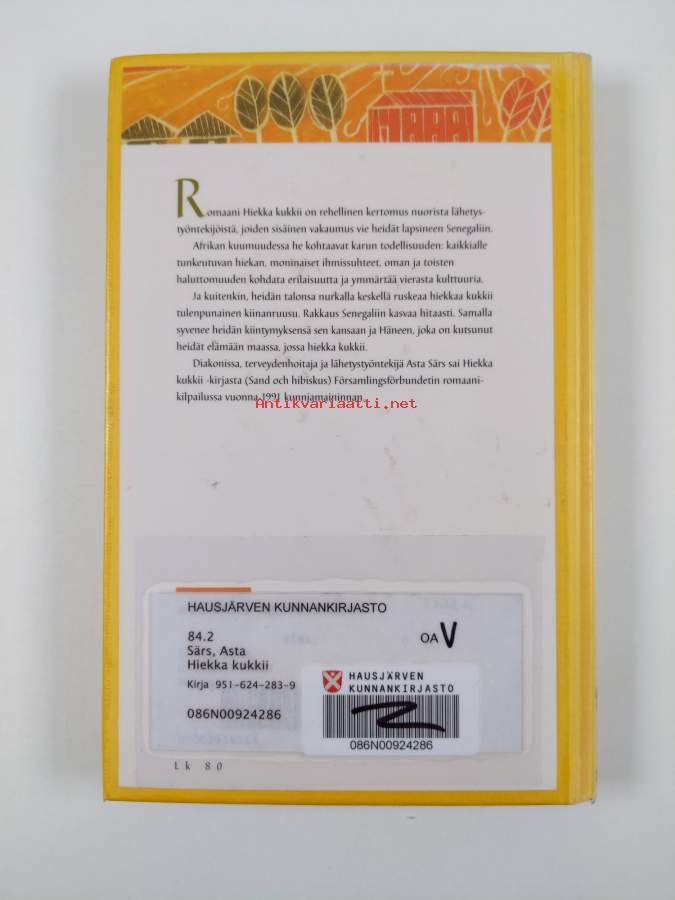 Romaani Hiekka kukkii on rehellinen kertomus nuorista lähetys-
työntekijöistä, joiden sisäinen vakaumus vie heidät lapsineen Senegaliin.
Afrikan kuumuudessa he kohtaavat karun todellisuuden: kaikkialle
tunkeutuvan hiekan, moninaiset ihmissuhteet, oman ja toisten
haluttomuuden kohdata erilaisuutta ja ymmärtää vierasta kulttuuria.
Ja kuitenkin, heidän talonsa nurkalla keskellä ruskeaa hiekkaa kukkii
tulenpunainen kiinanruusu. Rakkaus Senegaliin kasvaa hitaasti. Samalla
syvenee heidän kiintymyksensä sen kansaan ja Häneen, joka on kutsunut
heidät elämään maassa, jossa hiekka kukkii.
Diakonissa, terveydenhoitaja ja lähetystyöntekijä Asta Särs sai Hiekka
kukkii -kirjasta (Sand och hibiskus) Församlingsförbundetin romaani-
kilpailussa vuonna 1991 kunniamaininnan.
Antikvariaatti.net
HAUSJÄRVEN KUNNANKIRJASTO
84.2
OA V
Särs, Asta
Hiekka kukkii
Kirja 951-624-283-9
086N00924286
HAUSJÄRVEN
KUNNANKIRJASTO
086N00924286
Lk 80